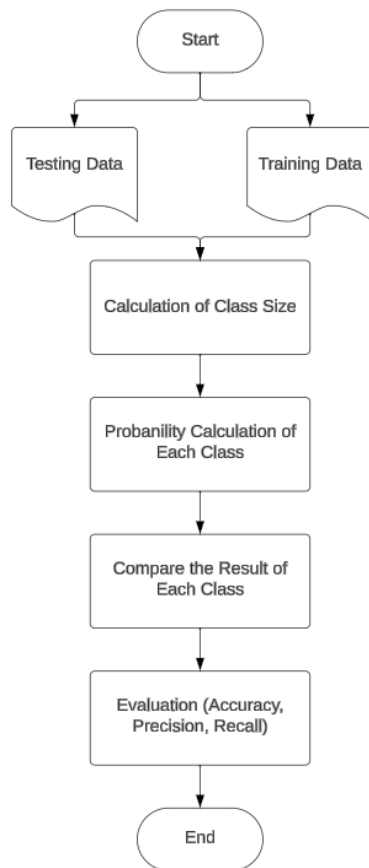 Start
Testing Data
Training Data
Calculation of Class Size
Probanility Calculation of
Each Class
Compare the Result of
Each Class
Evaluation (Accuracy,
Precision, Recall)
End